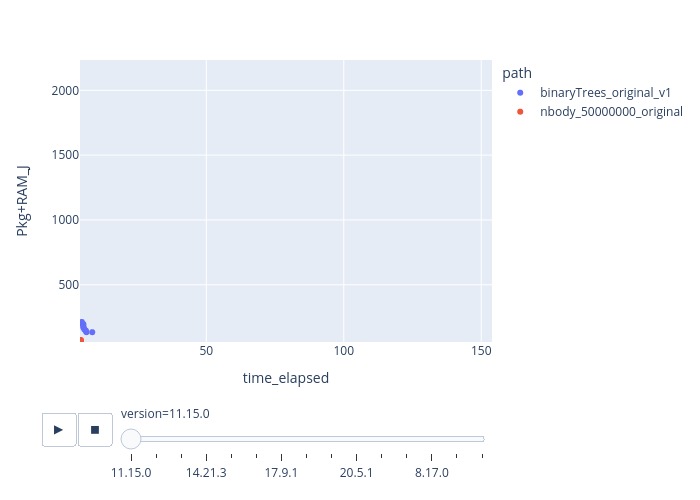 path
binaryTrees_original_v1
nbody_50000000_original
2000
1500
1000
500
Pkg+RAM_J
50 100 150
time_elapsed
version=11.15.0
11.15.0 14.21.3 17.9.1 20.5.1 8.17.0